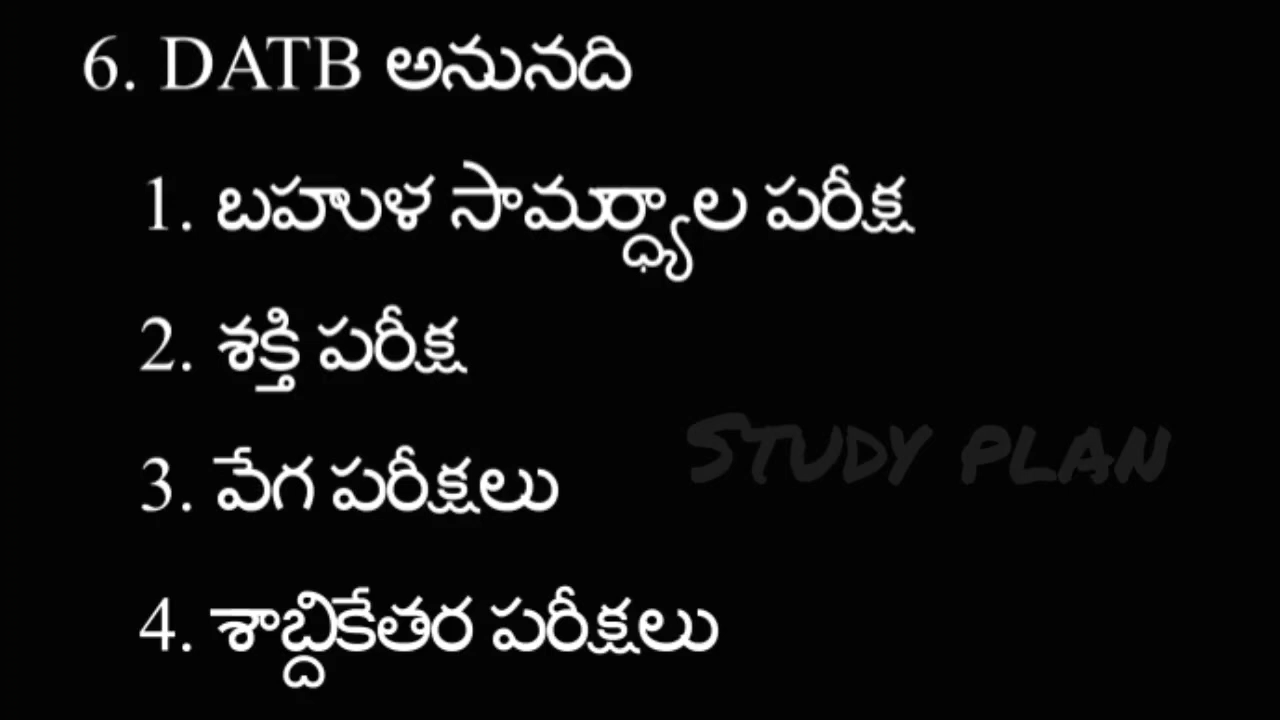 6. DATB అనునది
1. బహుళ సామర్ధ్యాల పరీక్ష
2. శక్తి పరీక్ష
3. వేగ పరీక్షలు
STUDY PLAN
4. శాబ్దికేతర పరీక్షలు